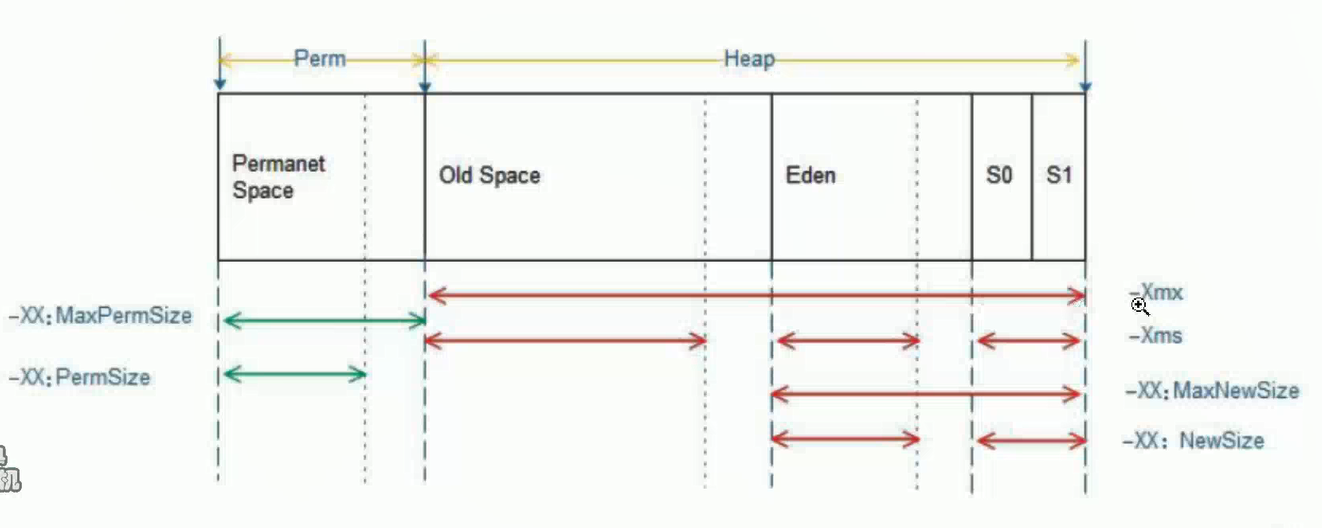 Perm
Heap
Permanet
Space
Old Space
Eden
S0
S1
-XX:MaxPermSize
-XX:PermSize
-Xmx
-Xms
-XX:MaxNewSize
-XX: NewSize
机